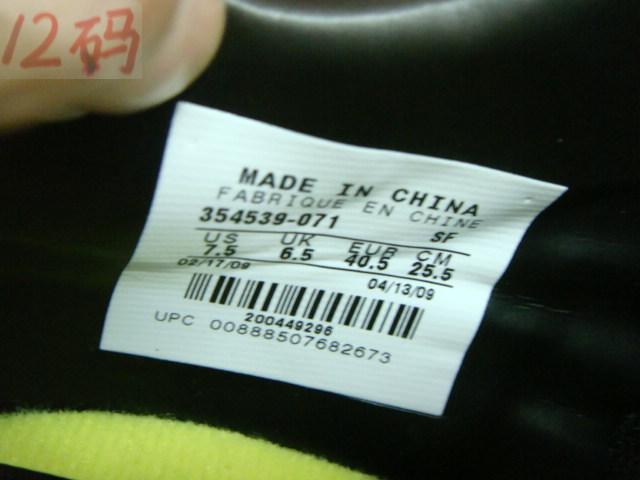 12码
MADE IN CHINA
FABRIQUE EN CHINE
354539-071 SF
US UK EUR CM
7.5 6.5 40.5 25.5
02/17/09 04/13/09
200449296
UPC 00888507682673